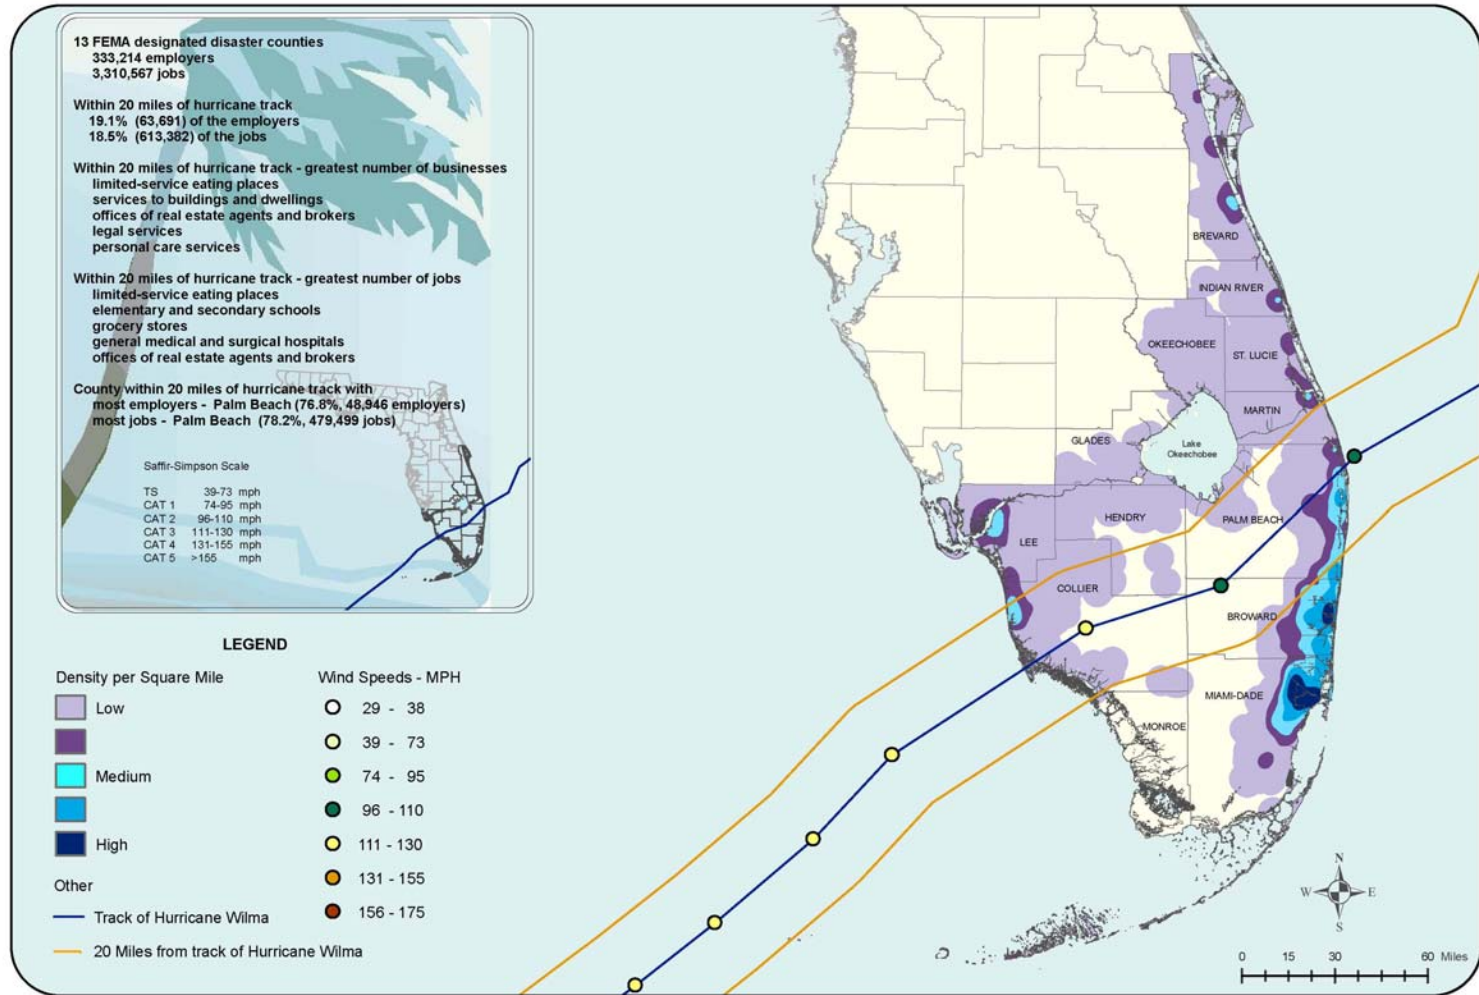 13 FEMA designated disaster counties
333,214 employers
3,310,567 jobs
Within 20 miles of hurricane track
19.1% (63,691) of the employers
18.5% (613,382) of the jobs
Within 20 miles of hurricane track - greatest number of businesses
limited-service eating places
services to buildings and dwellings
offices of real estate agents and brokers
legal services
personal care services
Within 20 miles of hurricane track - greatest number of jobs
limited-service eating places
elementary and secondary schools
grocery stores
general medical and surgical hospitals
offices of real estate agents and brokers
County within 20 miles of hurricane track with
most employers - Palm Beach (76.8%, 48,946 employers)
most jobs - Palm Beach (78.2%, 479,499 jobs)
Saffir-Simpson Scale
TS 39-73 mph
CAT 1 74-95 mph
CAT 2 96-110 mph
CAT 3 111-130 mph
CAT 4 131-155 mph
CAT 5 >155 mph
LEGEND
Density per Square Mile
Low
Medium
High
Other
Track of Hurricane Wilma
20 Miles from track of Hurricane Wilma
Wind Speeds - MPH
29 - 38
39 - 73
74 - 95
96 - 110
111 - 130
131 - 155
156 - 175
BREVARD
INDIAN RIVER
OKEECHOBEE
ST. LUCIE
MARTIN
GLADES
Lake
Okeechobee
HENDRY
PALM BEACH
LEE
COLLIER
BROWARD
MIAMI-DADE
MONROE
N
W E
S
0 15 30 60 Miles